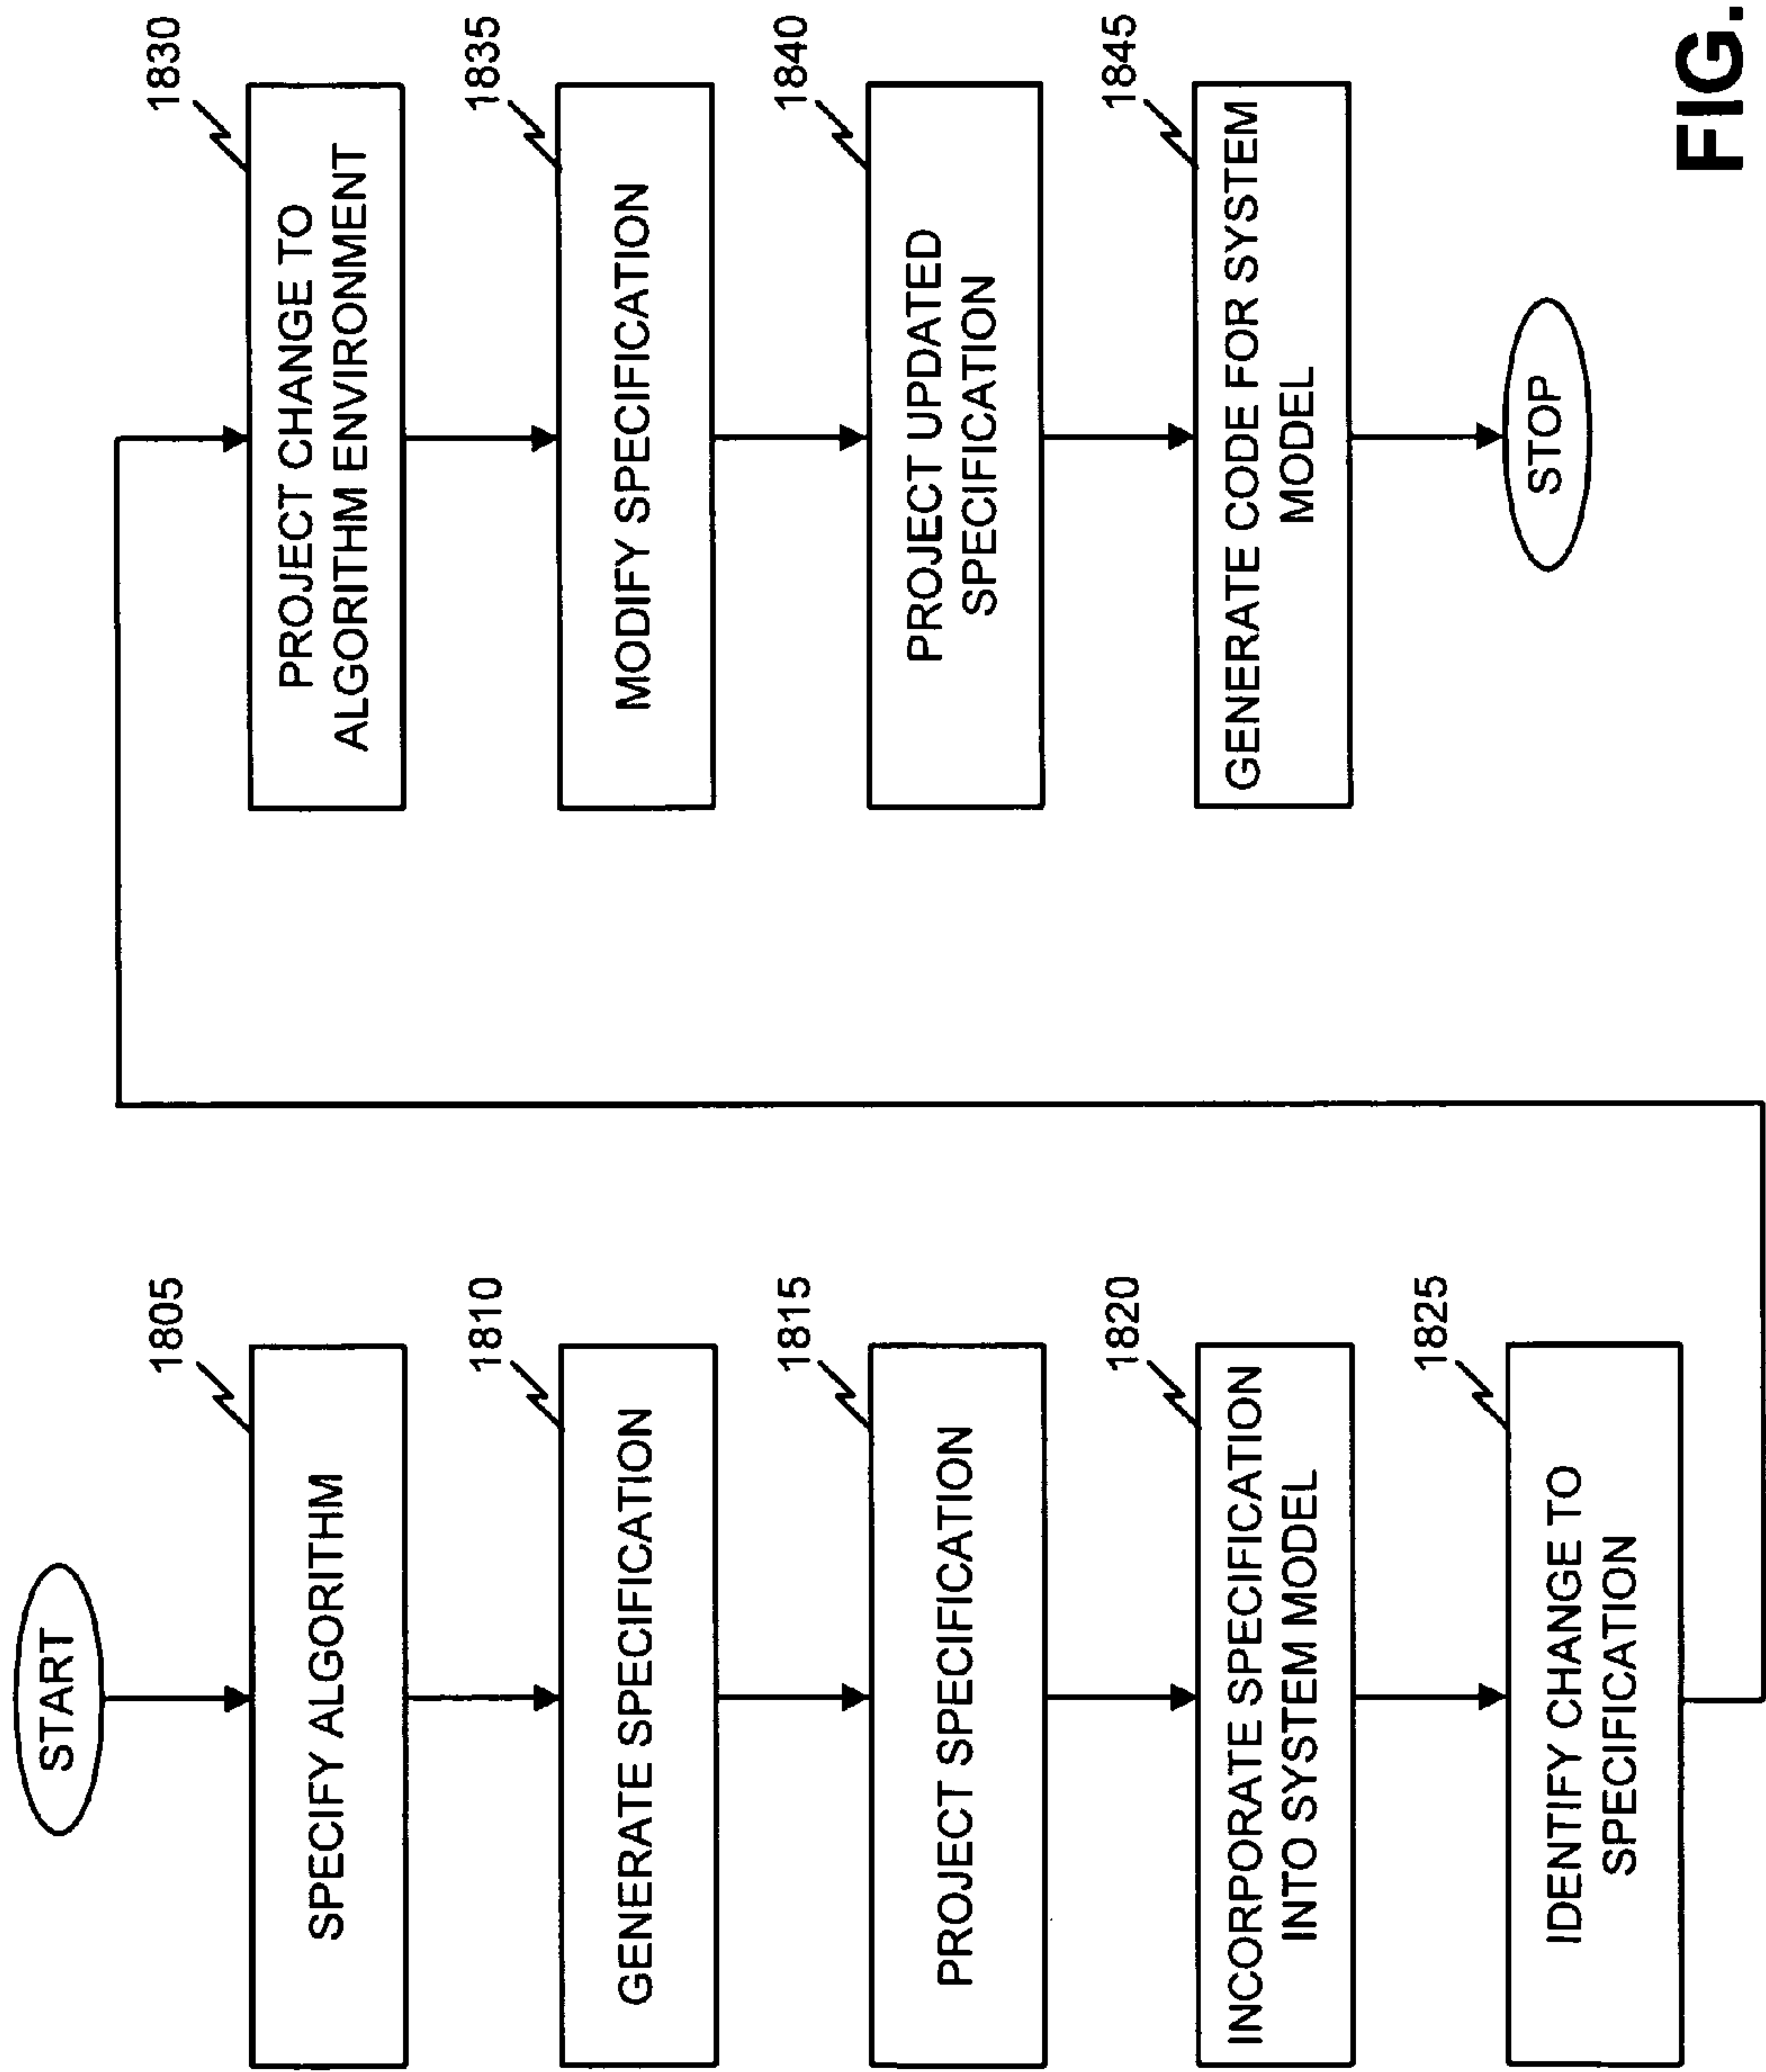 START
1805
SPECIFY ALGORITHM
1810
GENERATE SPECIFICATION
1815
PROJECT SPECIFICATION
1820
INCORPORATE SPECIFICATION
INTO SYSTEM MODEL
1825
IDENTIFY CHANGE TO
SPECIFICATION
1830
PROJECT CHANGE TO
ALGORITHM ENVIRONMENT
1835
MODIFY SPECIFICATION
1840
PROJECT UPDATED
SPECIFICATION
1845
GENERATE CODE FOR SYSTEM
MODEL
STOP
FIG.